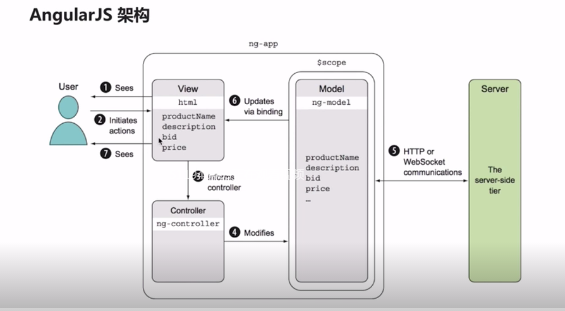 AngularJS 架构
ng-app
$scope
User
1 Sees
2 Initiates
actions
7 Sees
View
html
productName
description
bid
price
6 Updates
via binding
Model
ng-model
productName
description
bid
price
…
5 HTTP or
WebSocket
communications
Server
The
server-side
tier
Informs
controller
Controller
ng-controller
4 Modifies